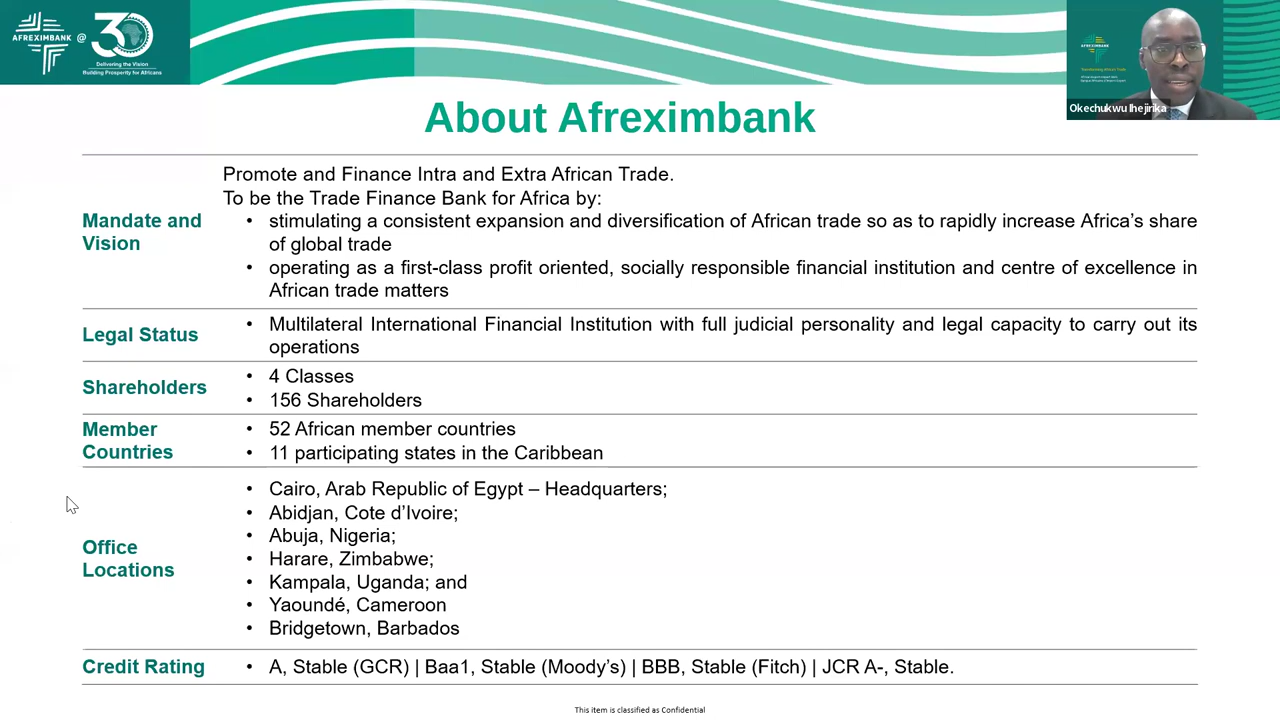 AFREXIMBANK @ 30
Delivering the Vision
Building Prosperity for Africans
AFREXIMBANK
Okechukwu Ihejirika
About Afreximbank
Mandate and
Vision
Promote and Finance Intra and Extra African Trade.
To be the Trade Finance Bank for Africa by:
• stimulating a consistent expansion and diversification of African trade so as to rapidly increase Africa’s share
of global trade
• operating as a first-class profit oriented, socially responsible financial institution and centre of excellence in
African trade matters
Legal Status
• Multilateral International Financial Institution with full judicial personality and legal capacity to carry out its
operations
Shareholders
• 4 Classes
• 156 Shareholders
Member
Countries
• 52 African member countries
• 11 participating states in the Caribbean
Office
Locations
• Cairo, Arab Republic of Egypt – Headquarters;
• Abidjan, Cote d’Ivoire;
• Abuja, Nigeria;
• Harare, Zimbabwe;
• Kampala, Uganda; and
• Yaoundé, Cameroon
• Bridgetown, Barbados
Credit Rating
• A, Stable (GCR) | Baa1, Stable (Moody’s) | BBB, Stable (Fitch) | JCR A-, Stable.
This item is classified as Confidential